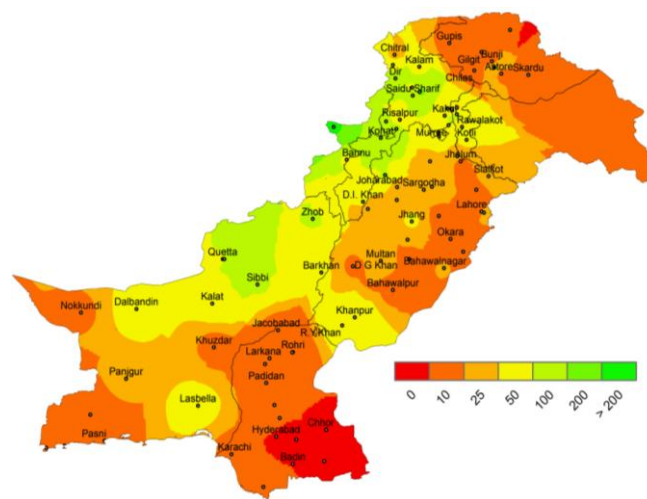 Gupis
Chitral
Bunji
Kalam
Gilgit
Astore
Skardu
Dir
Chilas
Saidu Sharif
Risalpur
Rawalakot
Kohat
Murree
Kotli
Bannu
Jhelum
Sialkot
Joharabad
Sargodha
D.I. Khan
Lahore
Zhob
Jhang
Okara
Quetta
Multan
Barkhan
D G Khan
Bahawalnagar
Sibbi
Bahawalpur
Nokkundi
Dalbandin
Kalat
Khanpur
Jacobabad
R.Y.Khan
Khuzdar
Larkana
Rohri
Panjgur
Padidan
Lasbella
Hyderabad
Chhor
Pasni
Karachi
Badin
0
10
25
50
100
200
> 200